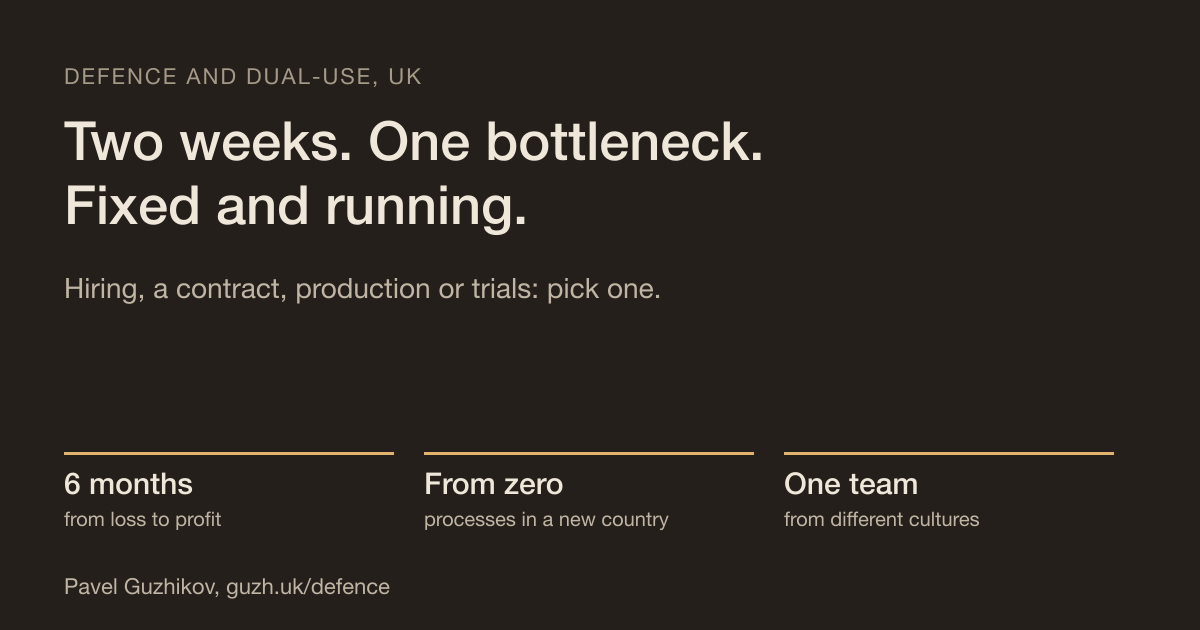 DEFENCE AND DUAL-USE, UK
Two weeks. One bottleneck.
Fixed and running.
Hiring, a contract, production or trials: pick one.
6 months
from loss to profit
From zero
processes in a new country
One team
from different cultures
Pavel Guzhikov, guzh.uk/defence